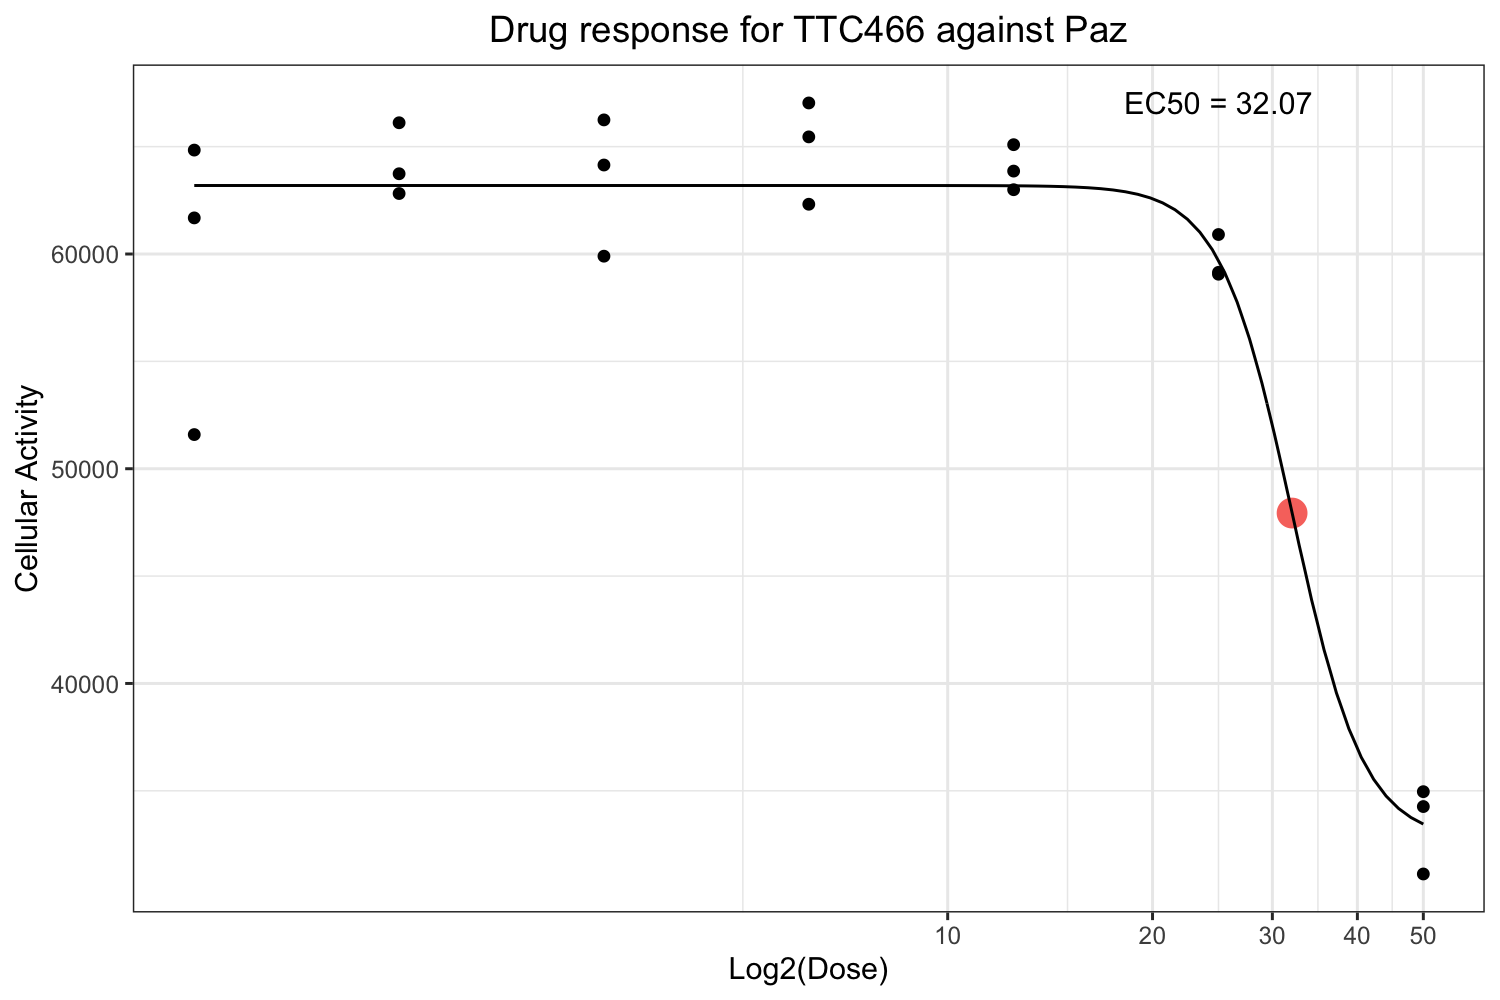 Drug response for TTC466 against Paz
EC50 = 32.07
60000
50000
40000
Cellular Activity
10 20 30 40 50
Log2(Dose)